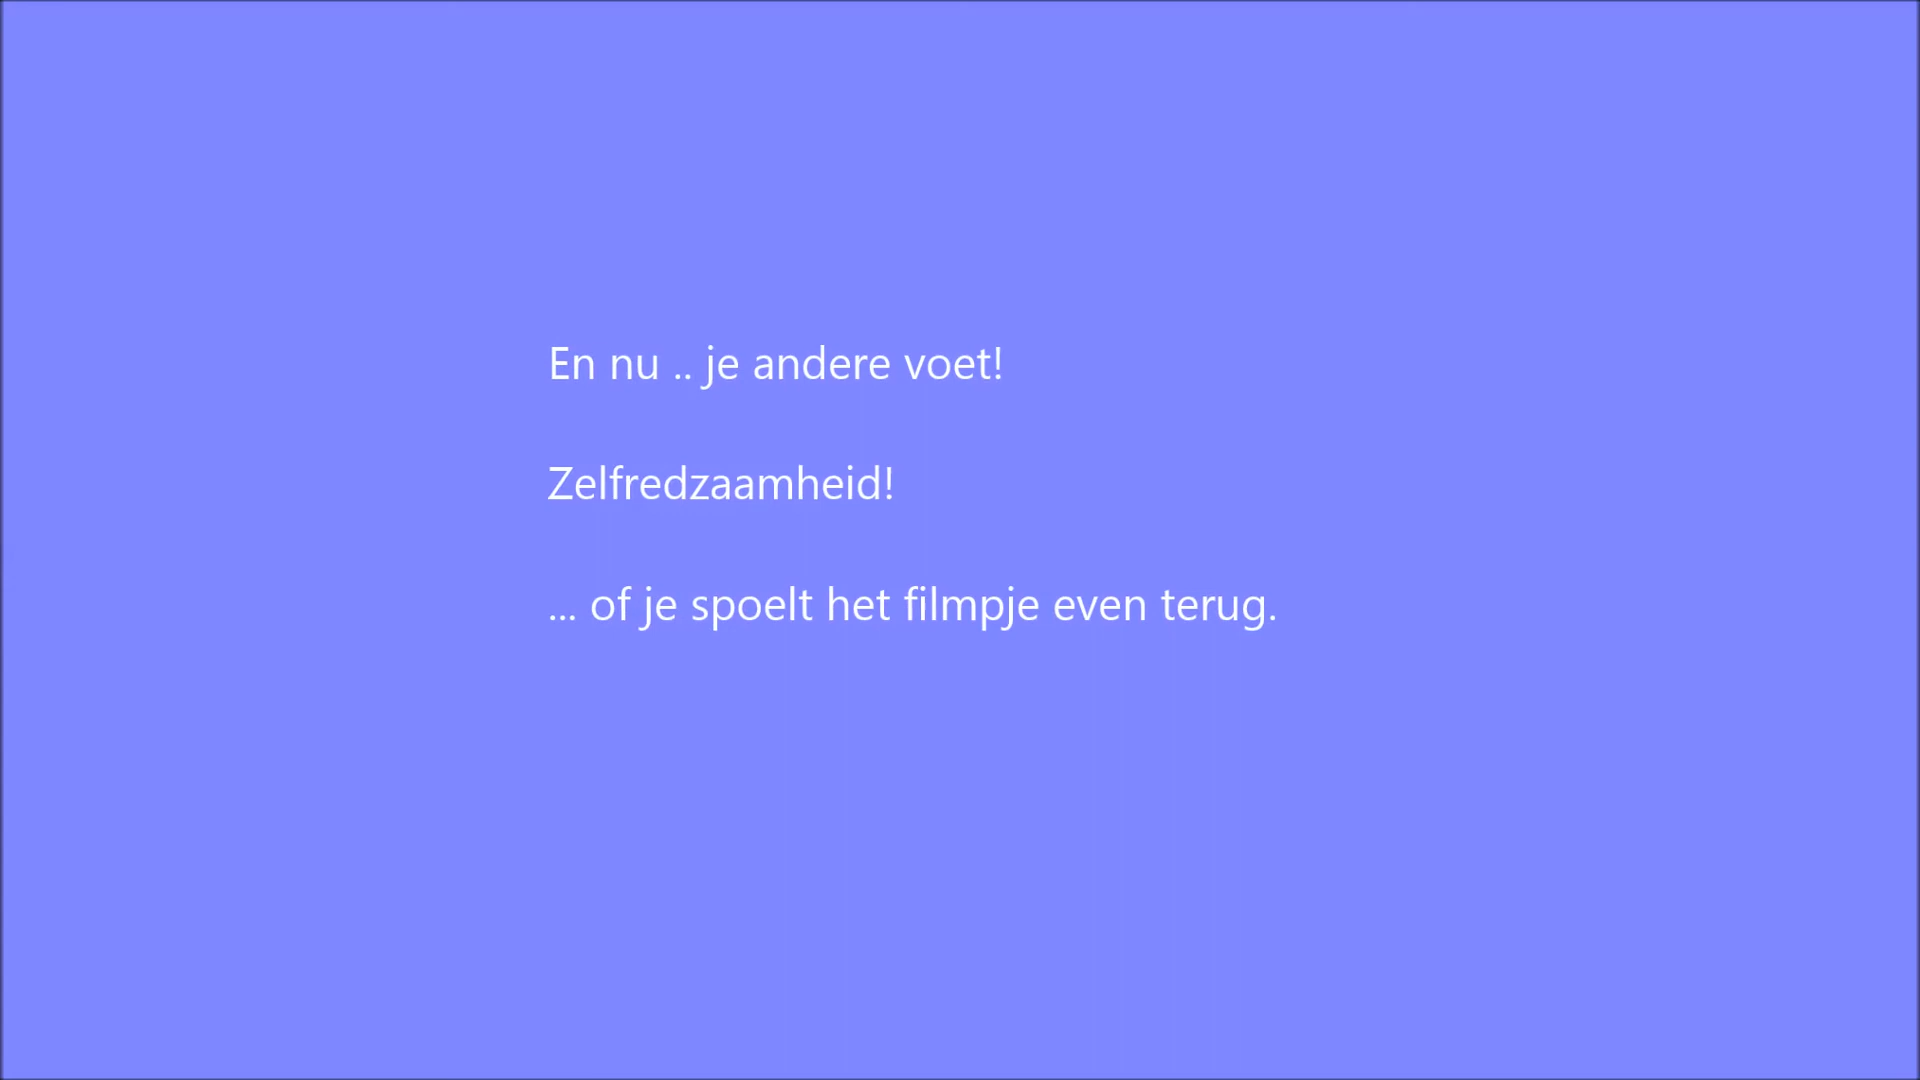 En nu .. je andere voet!
Zelfredzaamheid!
... of je spoelt het filmpje even terug.